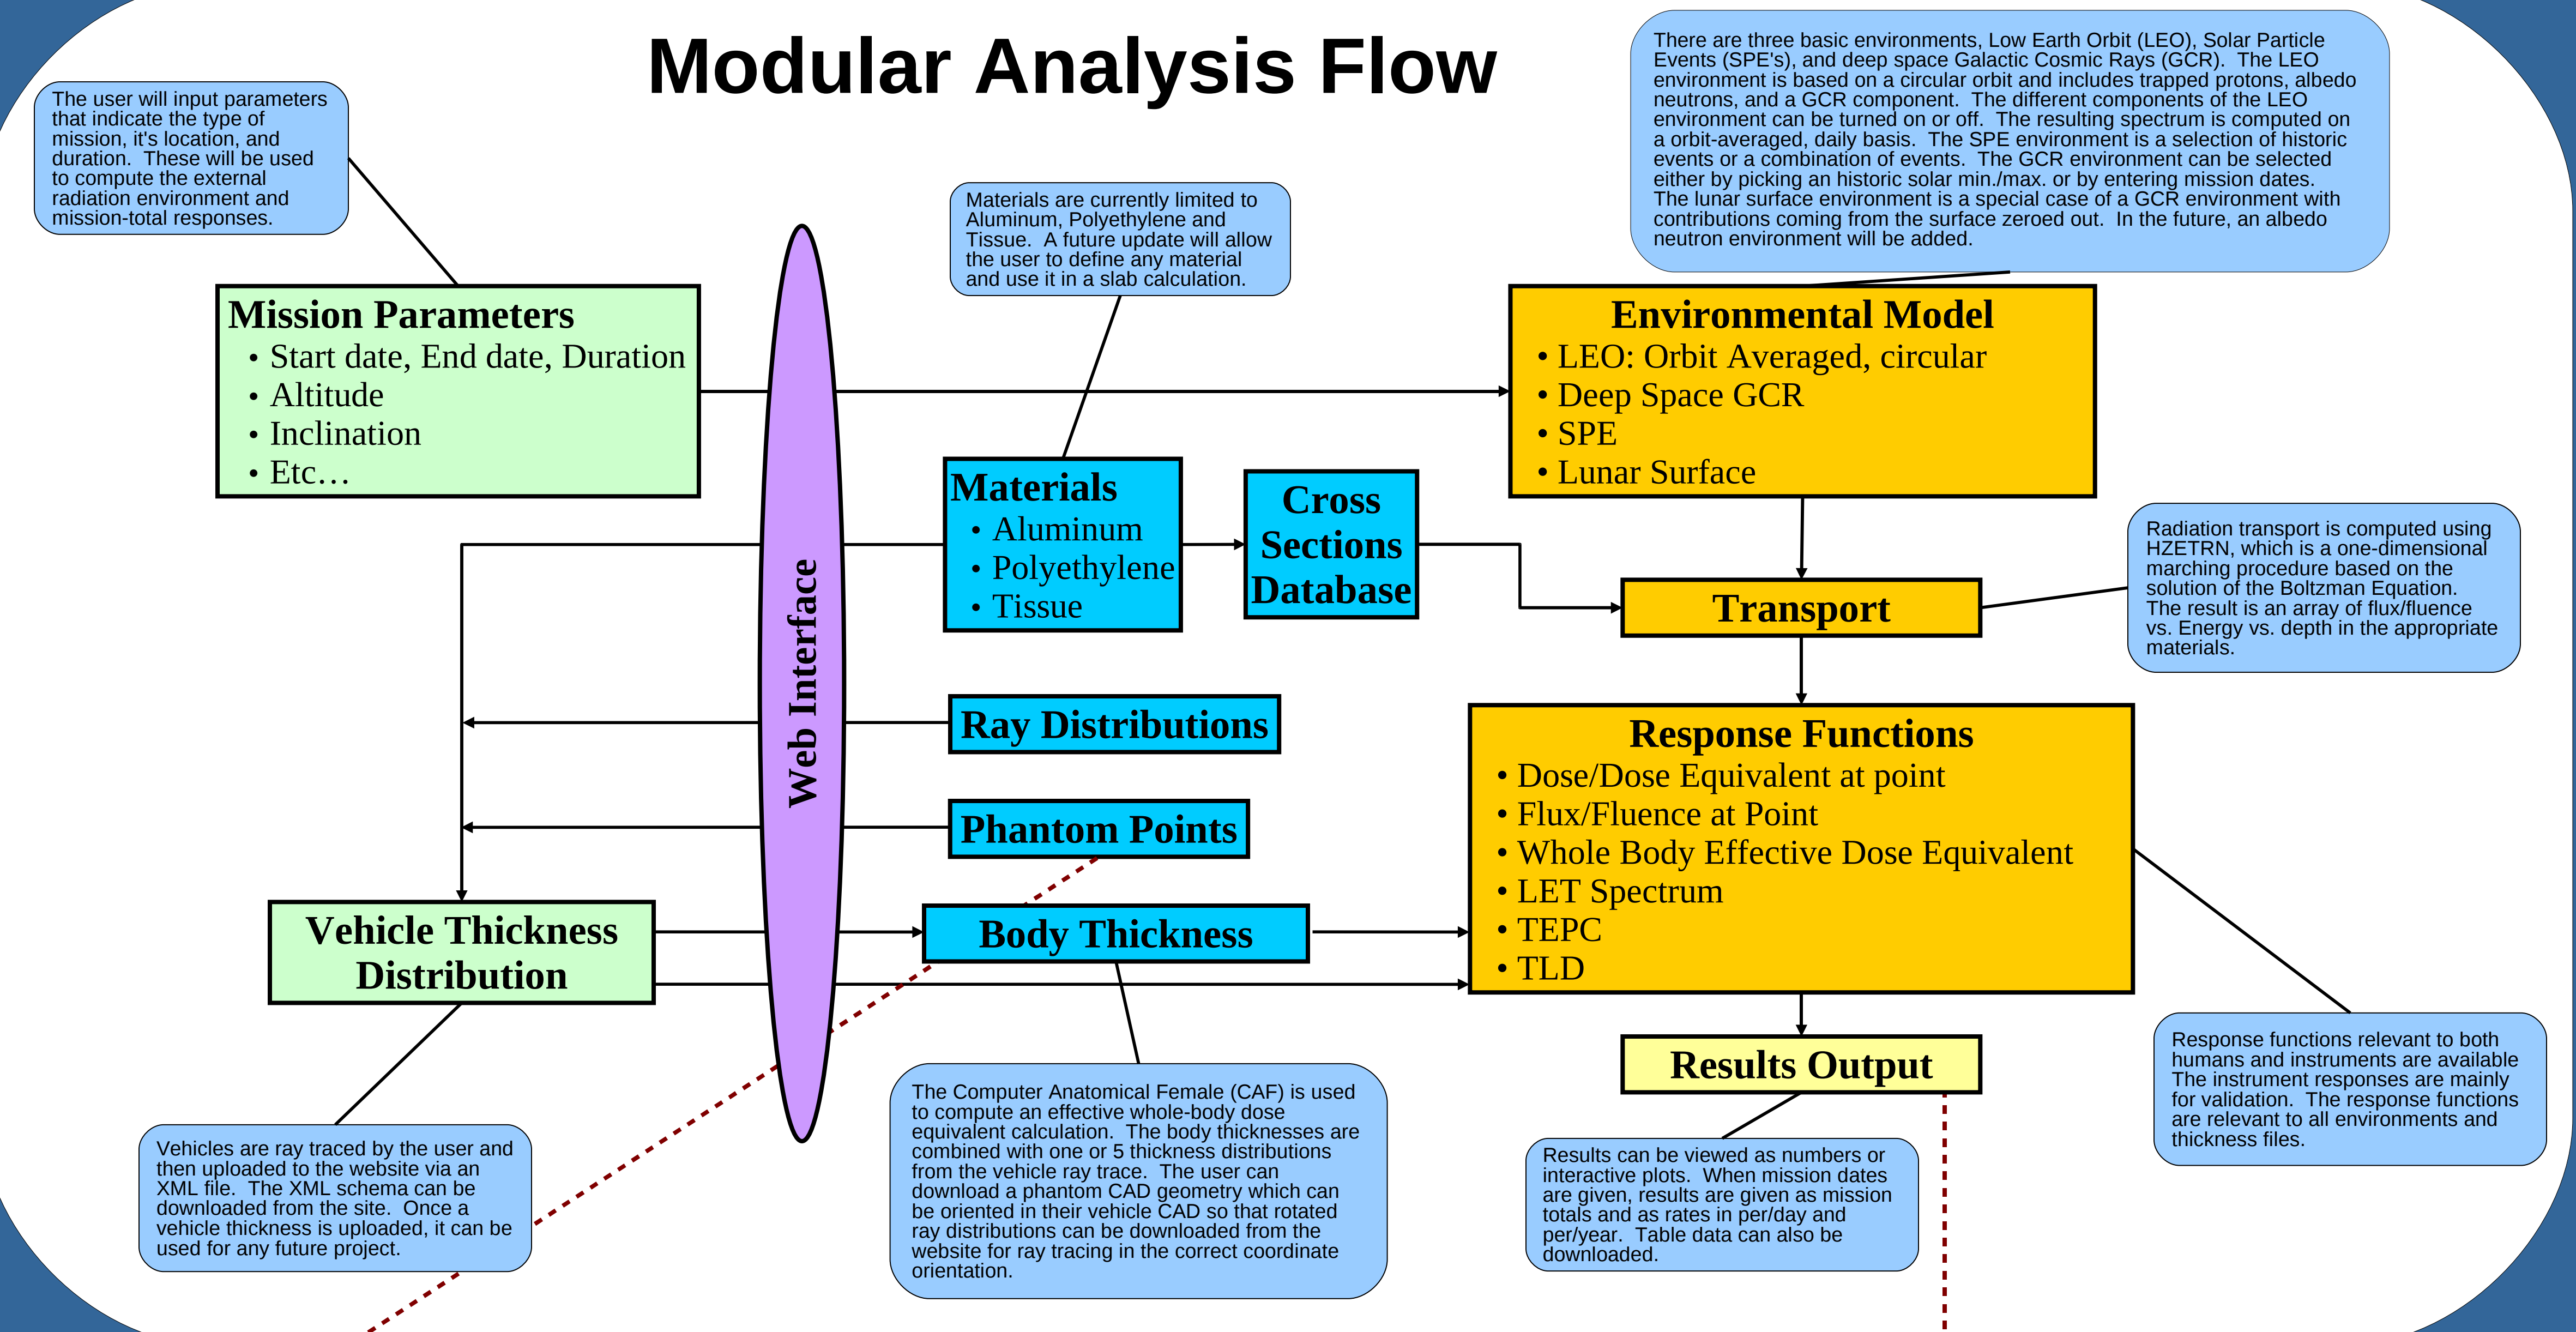 Modular Analysis Flow
The user will input parameters
that indicate the type of
mission, it's location, and
duration.  These will be used
to compute the external
radiation environment and
mission-total responses.
There are three basic environments, Low Earth Orbit (LEO), Solar Particle
Events (SPE's), and deep space Galactic Cosmic Rays (GCR).  The LEO
environment is based on a circular orbit and includes trapped protons, albedo
neutrons, and a GCR component.  The different components of the LEO
environment can be turned on or off.  The resulting spectrum is computed on
a orbit-averaged, daily basis.  The SPE environment is a selection of historic
events or a combination of events.  The GCR environment can be selected
either by picking an historic solar min./max. or by entering mission dates.
The lunar surface environment is a special case of a GCR environment with
contributions coming from the surface zeroed out.  In the future, an albedo
neutron environment will be added.
Materials are currently limited to
Aluminum, Polyethylene and
Tissue.  A future update will allow
the user to define any material
and use it in a slab calculation.
Mission Parameters
• Start date, End date, Duration
• Altitude
• Inclination
• Etc…
Environmental Model
• LEO: Orbit Averaged, circular
• Deep Space GCR
• SPE
• Lunar Surface
Web Interface
Materials
• Aluminum
• Polyethylene
• Tissue
Cross
Sections
Database
Transport
Radiation transport is computed using
HZETRN, which is a one-dimensional
marching procedure based on the
solution of the Boltzman Equation.
The result is an array of flux/fluence
vs. Energy vs. depth in the appropriate
materials.
Ray Distributions
Phantom Points
Response Functions
• Dose/Dose Equivalent at point
• Flux/Fluence at Point
• Whole Body Effective Dose Equivalent
• LET Spectrum
• TEPC
• TLD
Vehicle Thickness
Distribution
Body Thickness
Results Output
Response functions relevant to both
humans and instruments are available
The instrument responses are mainly
for validation.  The response functions
are relevant to all environments and
thickness files.
Vehicles are ray traced by the user and
then uploaded to the website via an
XML file.  The XML schema can be
downloaded from the site.  Once a
vehicle thickness is uploaded, it can be
used for any future project.
The Computer Anatomical Female (CAF) is used
to compute an effective whole-body dose
equivalent calculation.  The body thicknesses are
combined with one or 5 thickness distributions
from the vehicle ray trace.  The user can
download a phantom CAD geometry which can
be oriented in their vehicle CAD so that rotated
ray distributions can be downloaded from the
website for ray tracing in the correct coordinate
orientation.
Results can be viewed as numbers or
interactive plots.  When mission dates
are given, results are given as mission
totals and as rates in per/day and
per/year.  Table data can also be
downloaded.